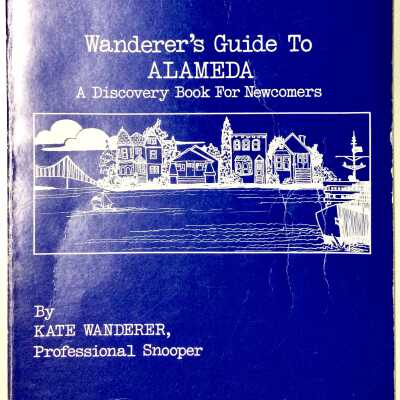 Wanderer's Guide To
ALAMEDA
A Discovery Book For Newcomers
By
KATE WANDERER,
Professional Snooper